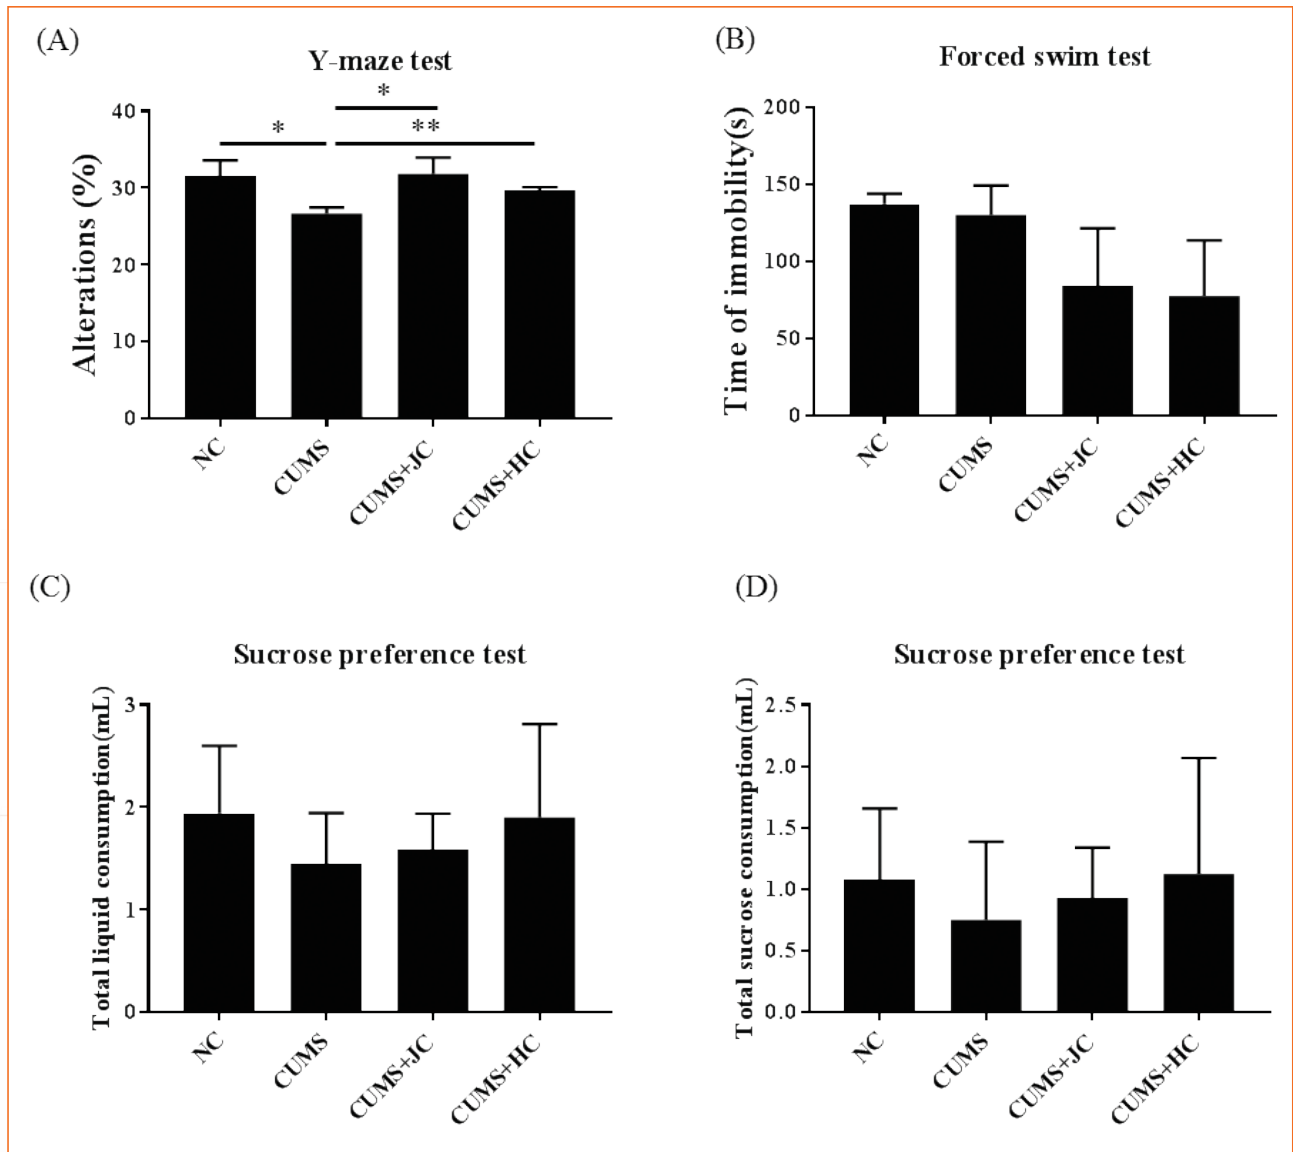 (A)
Y-maze test
*
*
**
Alterations (%)
40
30
20
10
0
NC
CUMS
CUMS+JC
CUMS+HC
(B)
Forced swim test
Time of immobility(s)
200
150
100
50
0
NC
CUMS
CUMS+JC
CUMS+HC
(C)
Sucrose preference test
Total liquid consumption(mL)
3
2
1
0
NC
CUMS
CUMS+JC
CUMS+HC
(D)
Sucrose preference test
Total sucrose consumption(mL)
2.5
2.0
1.5
1.0
0.5
0.0
NC
CUMS
CUMS+JC
CUMS+HC